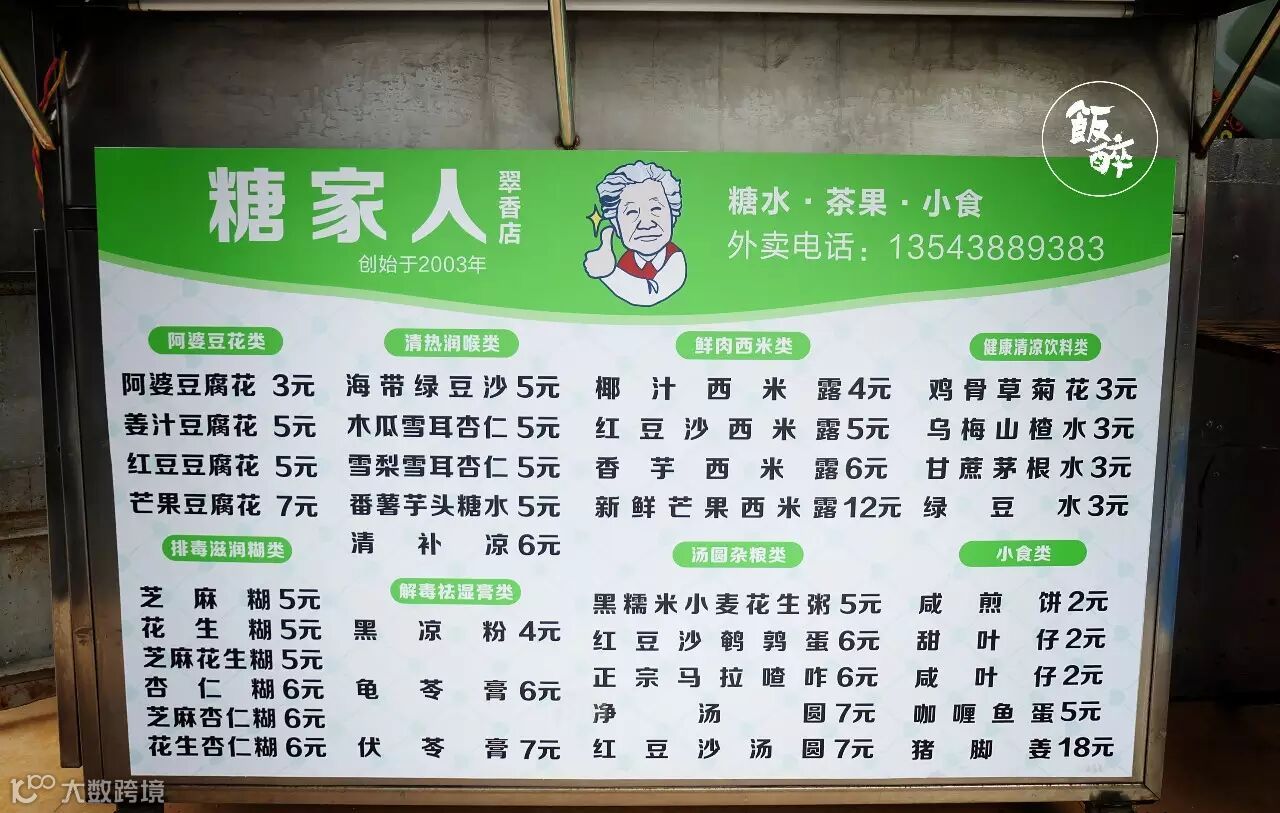 飯醉
糖家人
翠香店
创始于2003年
糖水·茶果·小食
外卖电话：13543889383
阿婆豆花类
阿婆豆腐花 3元
姜汁豆腐花 5元
红豆豆腐花 5元
芒果豆腐花 7元
排毒滋润糊类
芝麻糊 5元
花生糊 5元
芝麻花生糊 5元
杏仁糊 6元
芝麻杏仁糊 6元
花生杏仁糊 6元
清热润喉类
海带绿豆沙 5元
木瓜雪耳杏仁 5元
雪梨雪耳杏仁 5元
番薯芋头糖水 5元
清补凉 6元
解毒祛湿膏类
黑凉粉 4元
龟苓膏 6元
伏苓膏 7元
鲜肉西米类
椰汁西米露 4元
红豆沙西米露 5元
香芋西米露 6元
新鲜芒果西米露 12元
汤圆杂粮类
黑糯米小麦花生粥 5元
红豆沙鹌鹑蛋 6元
正宗马拉喳咋 6元
净汤圆 7元
红豆沙汤圆 7元
健康清凉饮料类
鸡骨草菊花 3元
乌梅山楂水 3元
甘蔗茅根水 3元
绿豆水 3元
小食类
咸煎饼 2元
甜叶仔 2元
咸叶仔 2元
咖喱鱼蛋 5元
猪脚姜 18元
大数跨境